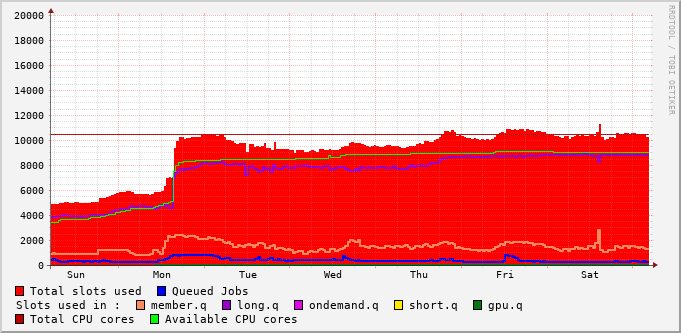 20000
18000
16000
14000
12000
10000
8000
6000
4000
2000
0
Sun Mon Tue Wed Thu Fri Sat
RRDTOOL / TOBI OETIKER
Total slots used Queued Jobs
Slots used in : member.q long.q ondemand.q short.q gpu.q
Total CPU cores Available CPU cores